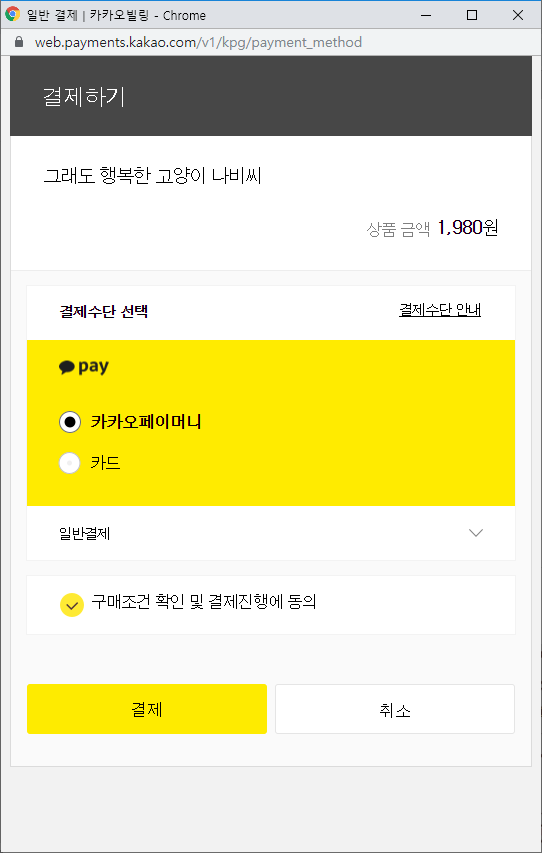 일반 결제 | 카카오빌링 - Chrome
web.payments.kakao.com/v1/kpg/payment_method
결제하기
그래도 행복한 고양이 나비씨
상품 금액 1,980원
결제수단 선택 결제수단 안내
pay
카카오페이머니
카드
일반결제
구매조건 확인 및 결제진행에 동의
결제 취소